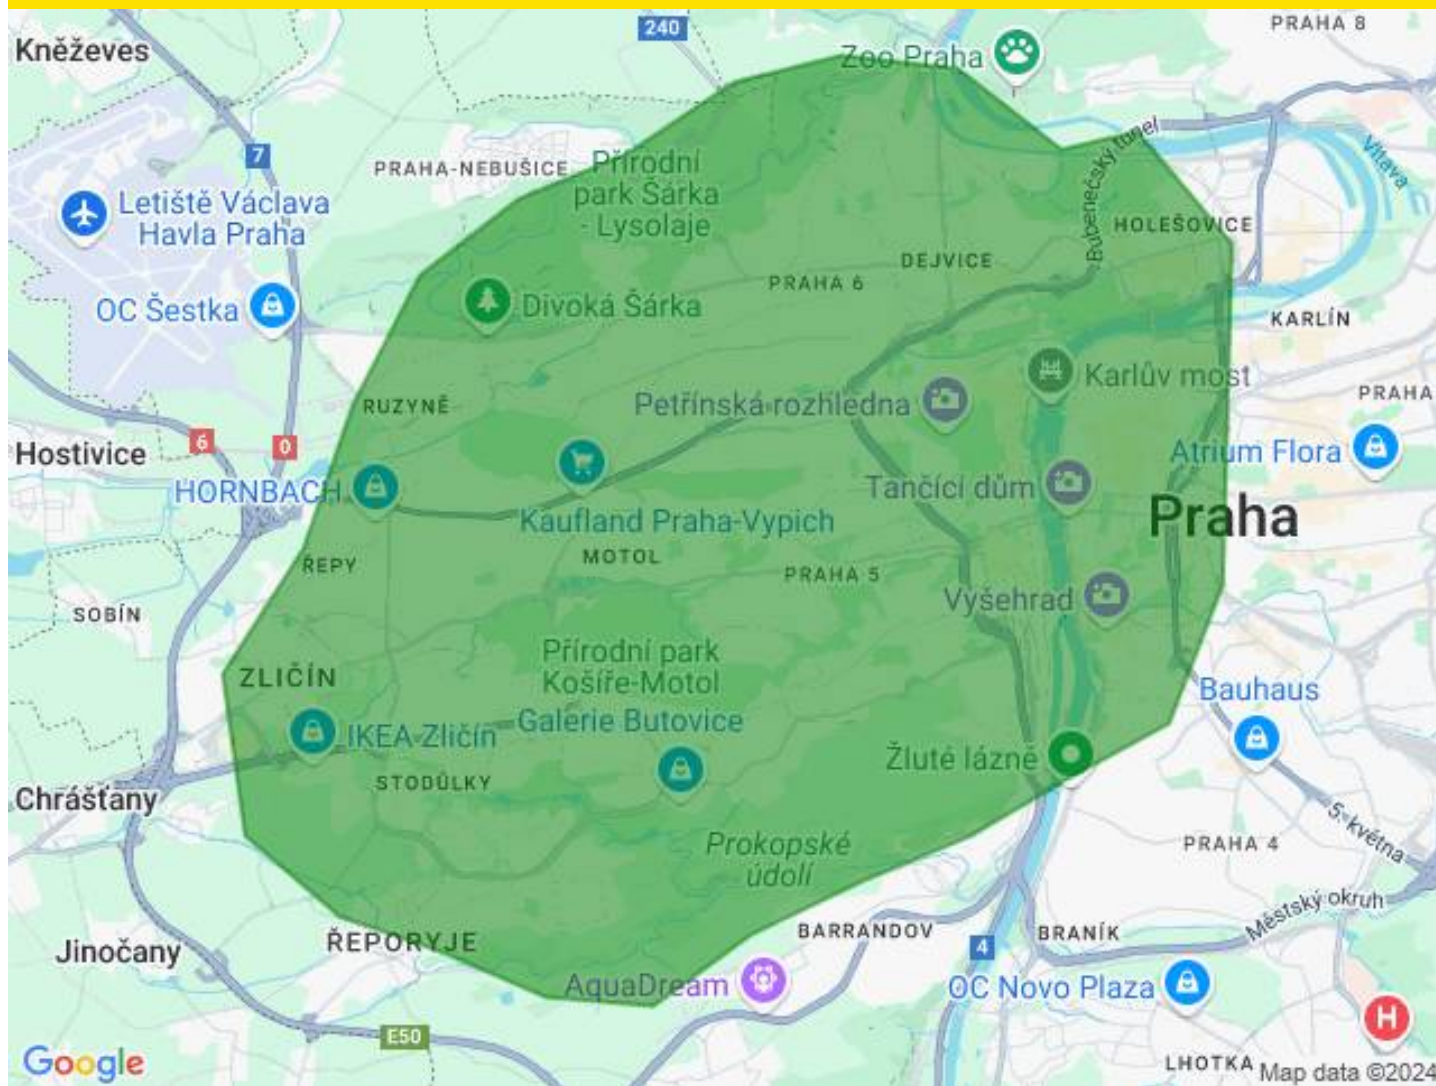 PRAHA 8
240
Kněževes
Zoo Praha
Bubenečský tunel
Vltava
7
PRAHA-NEBUŠICE
Přírodní
park Šárka
- Lysolaje
Letiště Václava
Havla Praha
HOLEŠOVICE
DEJVICE
PRAHA 6
OC Šestka
Divoká Šárka
KARLÍN
Karlův most
PRAHA
RUZYNĚ
Petřínská rozhledna
6
0
Hostivice
Atrium Flora
HORNBACH
Tančící dům
Kaufland Praha-Vypich
Praha
ŘEPY
MOTOL
PRAHA 5
SOBÍN
Vyšehrad
Přírodní park
Košíře-Motol
ZLIČÍN
Bauhaus
Galerie Butovice
IKEA Zličín
Žluté lázně
STODŮLKY
Chrášťany
5. května
Prokopské
údolí
PRAHA 4
Městský okruh
BARRANDOV
BRANÍK
ŘEPORYJE
4
Jinočany
AquaDream
OC Novo Plaza
H
E50
Google
LHOTKA
Map data ©2024